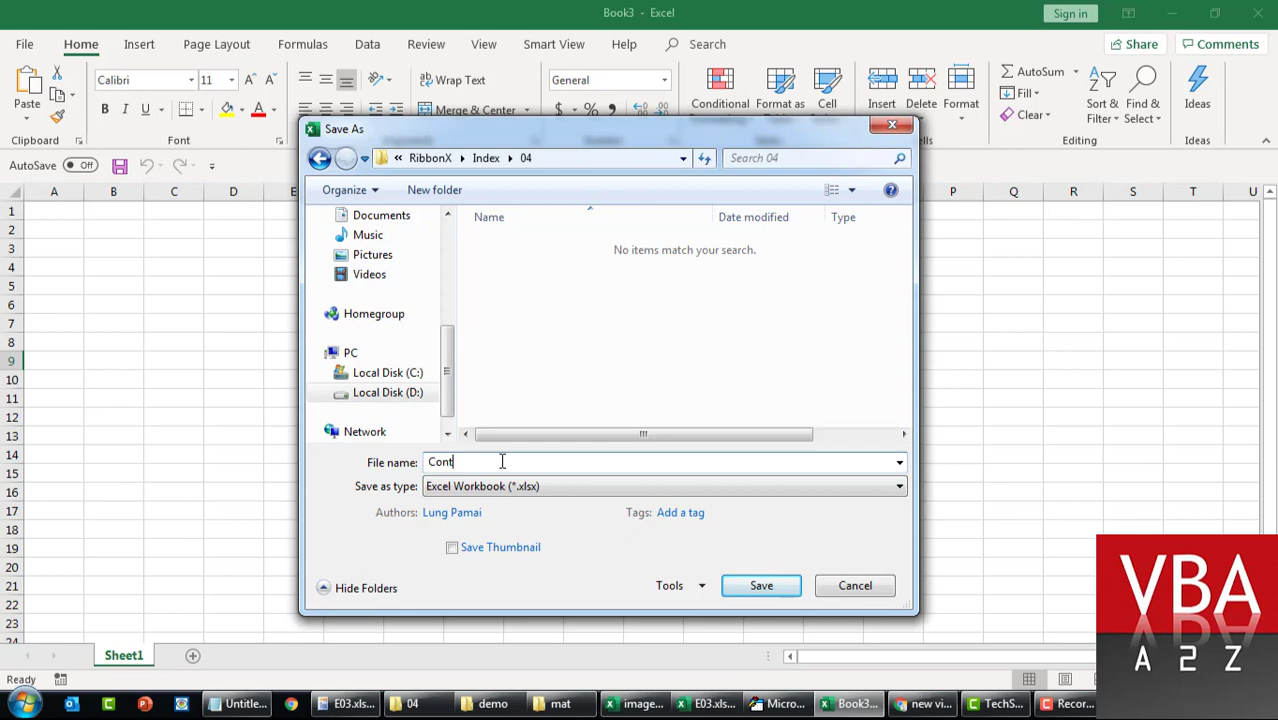 Book3 - Excel
Sign in
File Home Insert Page Layout Formulas Data Review View Smart View Help Search Share Comments
Calibri 11 Wrap Text General AutoSum
Paste B I U Merge & Center $ % Conditional Format as Cell Insert Delete Format Fill Sort & Find & Ideas
Clear Filter Select
Clipboard Font Editing Ideas
AutoSave Off
A B C D E P Q R S T U
1
2
3
4
5
6
7
8
9
10
11
12
13
14
15
16
17
18
19
20
21
22
23
24
Save As
« RibbonX Index 04 Search 04
Organize New folder
Documents
Music
Pictures
Videos
Homegroup
PC
Local Disk (C:)
Local Disk (D:)
Network
Name Date modified Type
No items match your search.
File name: Cont
Save as type: Excel Workbook (*.xlsx)
Authors: Lung Pamai Tags: Add a tag
Save Thumbnail
Hide Folders Tools Save Cancel
VBA
A 2 Z
Sheet1
Ready
Untitle... E03.xls... 04 demo mat image... E03.xls... Micro... Book3... new vi... TechS... Recor...